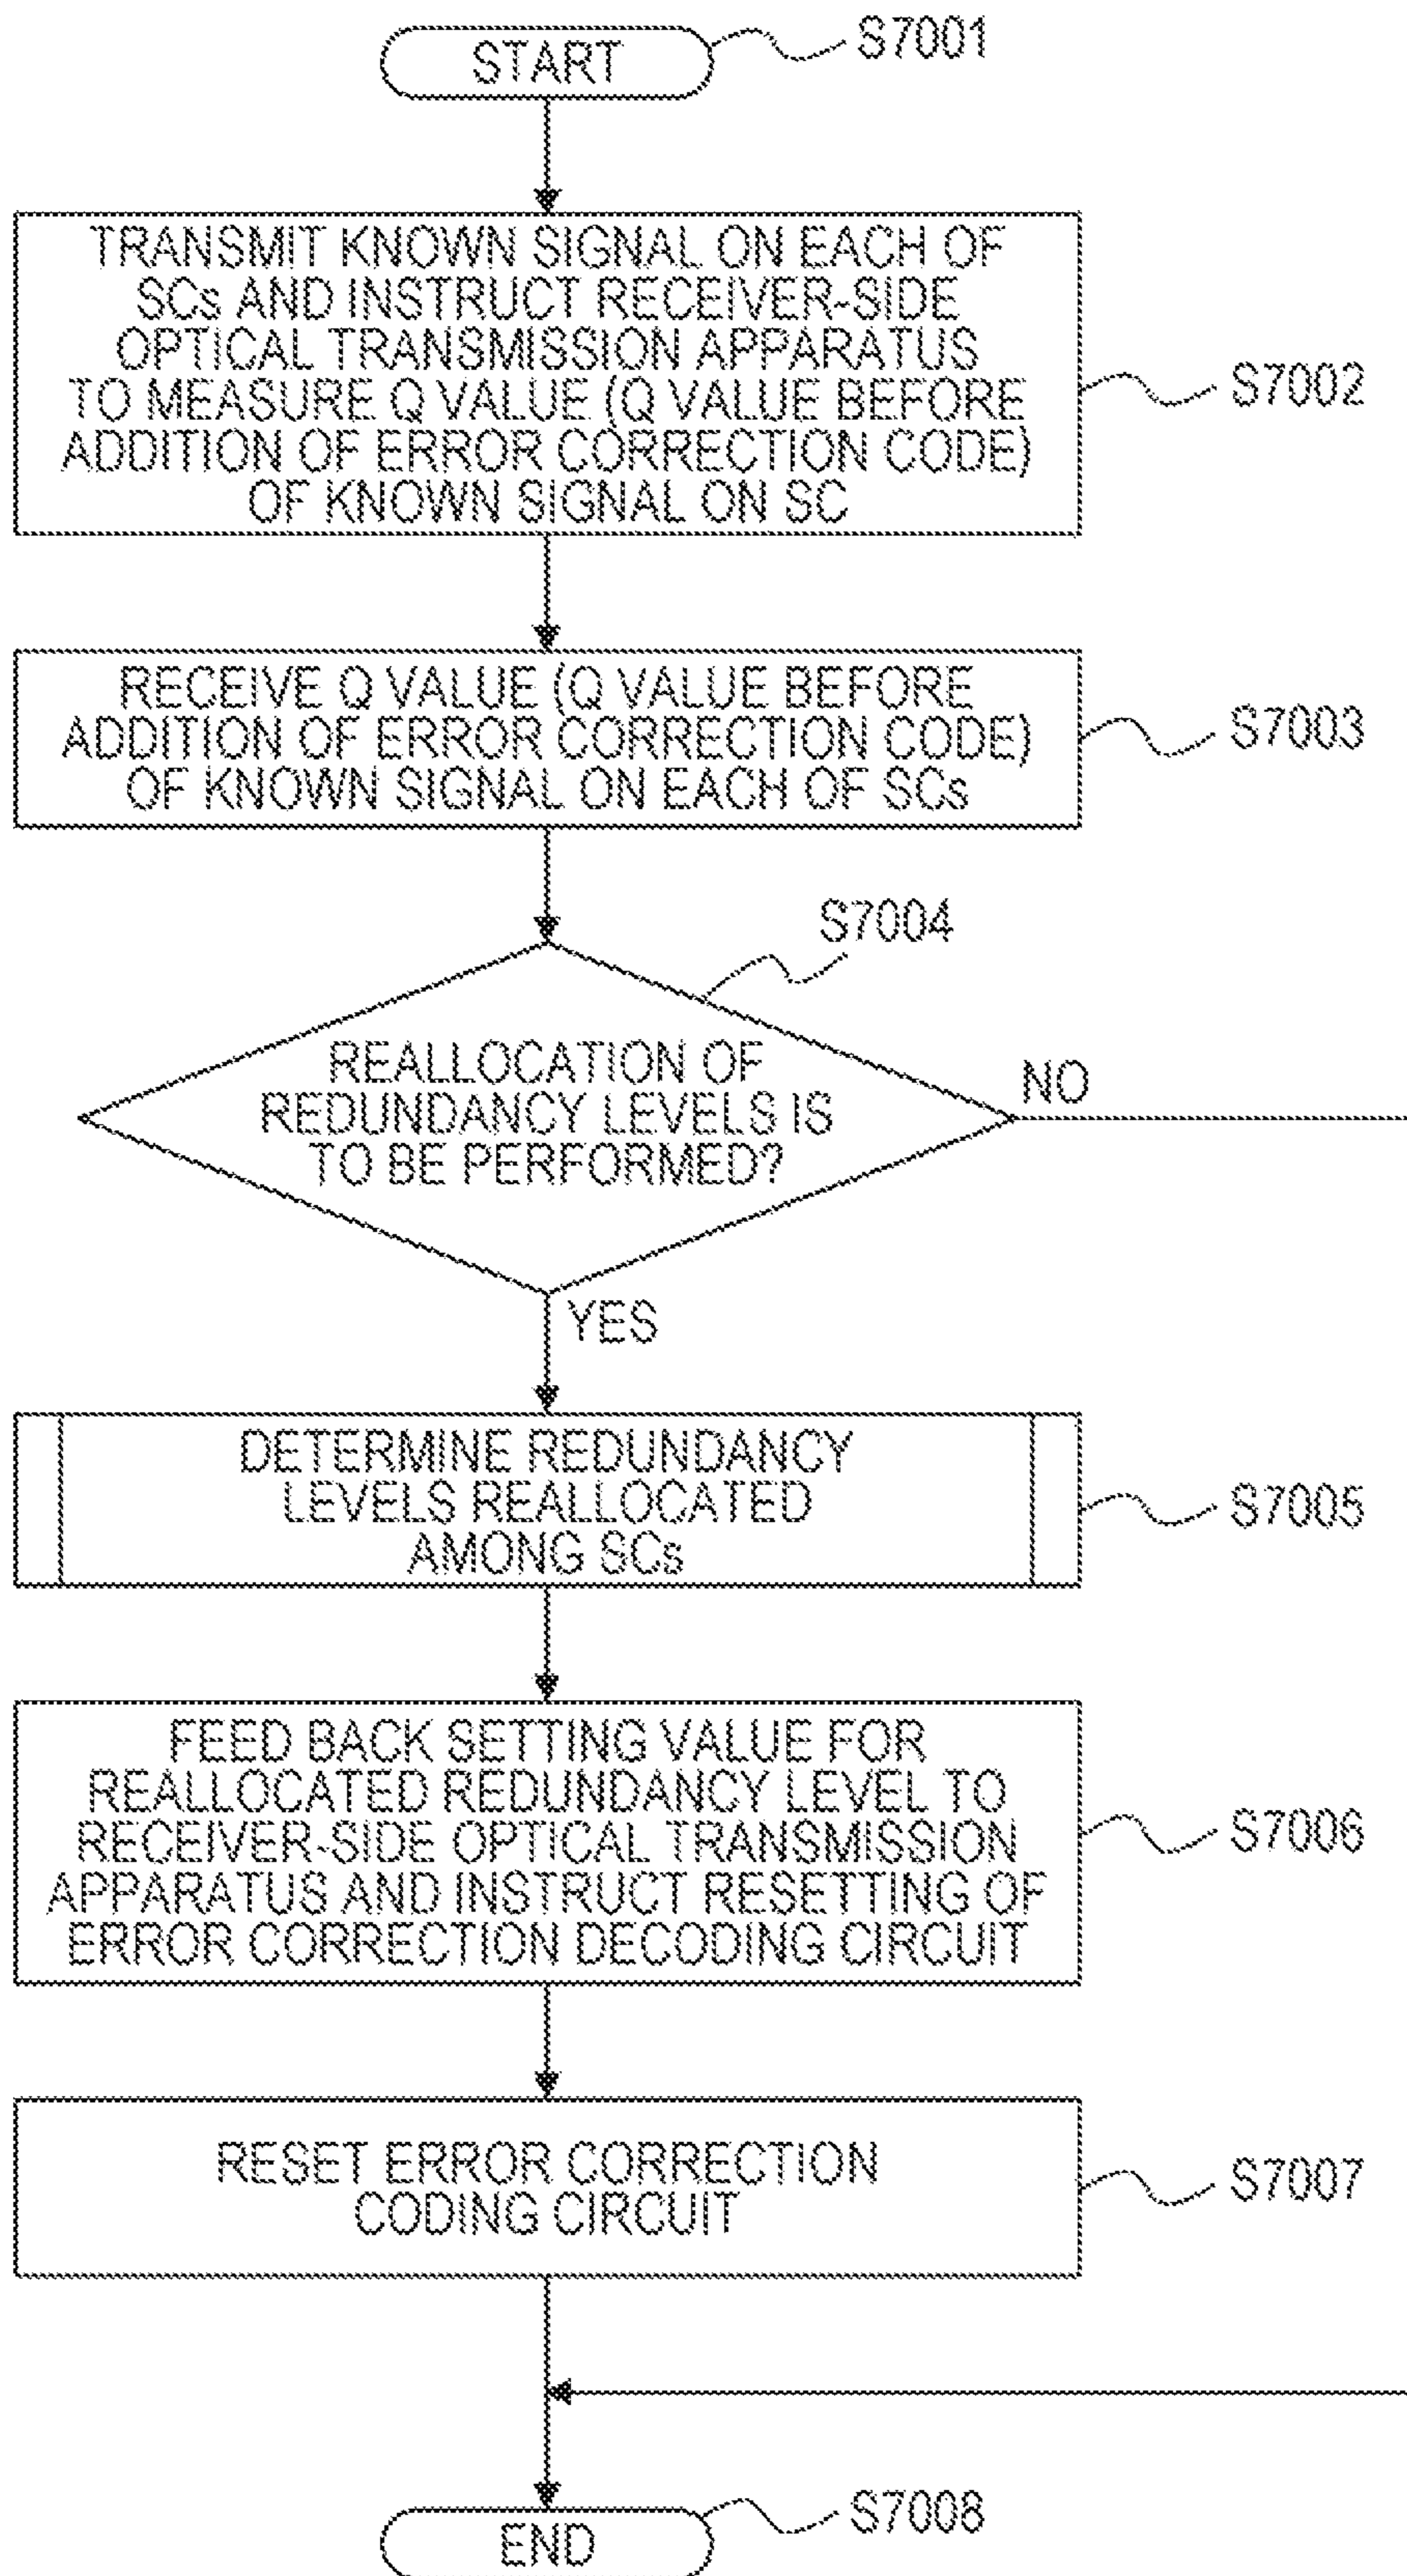 START
S7001
TRANSMIT KNOWN SIGNAL ON EACH OF
SCs AND INSTRUCT RECEIVER-SIDE
OPTICAL TRANSMISSION APPARATUS
TO MEASURE Q VALUE (Q VALUE BEFORE
ADDITION OF ERROR CORRECTION CODE)
OF KNOWN SIGNAL ON SC
S7002
RECEIVE Q VALUE (Q VALUE BEFORE
ADDITION OF ERROR CORRECTION CODE)
OF KNOWN SIGNAL ON EACH OF SCs
S7003
S7004
REALLOCATION OF
REDUNDANCY LEVELS IS
TO BE PERFORMED?
NO
YES
DETERMINE REDUNDANCY
LEVELS REALLOCATED
AMONG SCs
S7005
FEED BACK SETTING VALUE FOR
REALLOCATED REDUNDANCY LEVEL TO
RECEIVER-SIDE OPTICAL TRANSMISSION
APPARATUS AND INSTRUCT RESETTING OF
ERROR CORRECTION DECODING CIRCUIT
S7006
RESET ERROR CORRECTION
CODING CIRCUIT
S7007
END
S7008